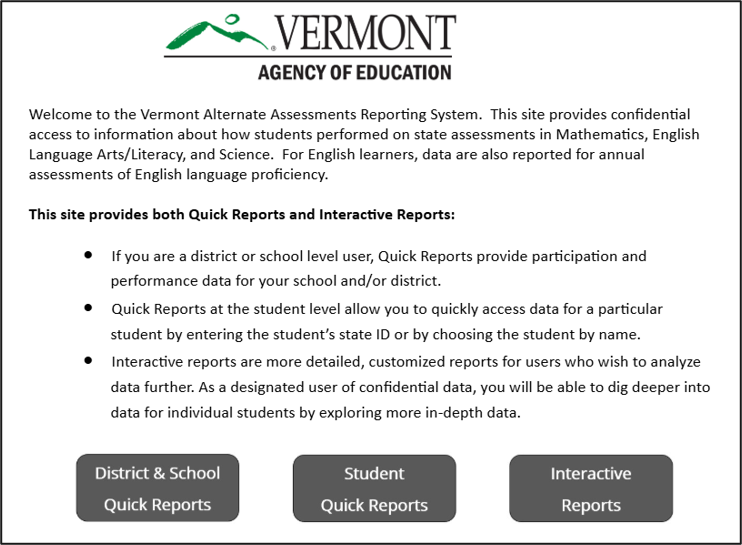 VERMONT
AGENCY OF EDUCATION
Welcome to the Vermont Alternate Assessments Reporting System.  This site provides confidential
access to information about how students performed on state assessments in Mathematics, English
Language Arts/Literacy, and Science.  For English learners, data are also reported for annual
assessments of English language proficiency.
This site provides both Quick Reports and Interactive Reports:
● If you are a district or school level user, Quick Reports provide participation and
performance data for your school and/or district.
● Quick Reports at the student level allow you to quickly access data for a particular
student by entering the student’s state ID or by choosing the student by name.
● Interactive reports are more detailed, customized reports for users who wish to analyze
data further. As a designated user of confidential data, you will be able to dig deeper into
data for individual students by exploring more in-depth data.
District & School
Quick Reports
Student
Quick Reports
Interactive
Reports